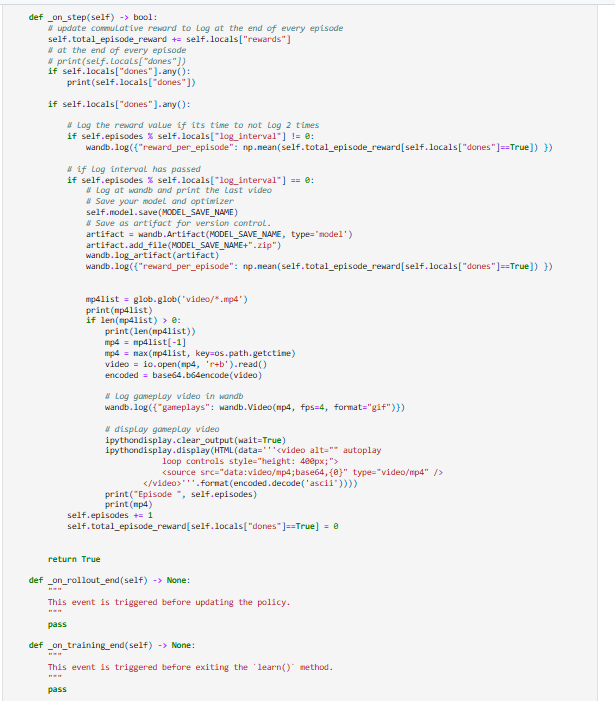 def _on_step(self) -> bool:
# update commulative reward to log at the end of every episode
self.total_episode_reward += self.locals["rewards"]
# at the end of every episode
# print(self.locals["dones"])
if self.locals["dones"].any():
print(self.locals["dones"])
if self.locals["dones"].any():
# Log the reward value if its time to not log 2 times
if self.episodes % self.locals["log_interval"] != 0:
wandb.log({"reward_per_episode": np.mean(self.total_episode_reward[self.locals["dones"]==True]) })
# if log interval has passed
if self.episodes % self.locals["log_interval"] == 0:
# Log at wandb and print the last video
# Save your model and optimizer
self.model.save(MODEL_SAVE_NAME)
# Save as artifact for version control.
artifact = wandb.Artifact(MODEL_SAVE_NAME, type='model')
artifact.add_file(MODEL_SAVE_NAME+".zip")
wandb.log_artifact(artifact)
wandb.log({"reward_per_episode": np.mean(self.total_episode_reward[self.locals["dones"]==True]) })
mp4list = glob.glob('video/*.mp4')
print(mp4list)
if len(mp4list) > 0:
print(len(mp4list))
mp4 = mp4list[-1]
mp4 = max(mp4list, key=os.path.getctime)
video = io.open(mp4, 'r+b').read()
encoded = base64.b64encode(video)
# Log gameplay video in wandb
wandb.log({"gameplays": wandb.Video(mp4, fps=4, format="gif")})
# display gameplay video
ipythondisplay.clear_output(wait=True)
ipythondisplay.display(HTML(data='''<video alt="" autoplay
loop controls style="height: 400px;">
<source src="data:video/mp4;base64,{0}" type="video/mp4" />
</video>'''.format(encoded.decode('ascii'))))
print("Episode ", self.episodes)
print(mp4)
self.episodes += 1
self.total_episode_reward[self.locals["dones"]==True] = 0
return True
def _on_rollout_end(self) -> None:
"""
This event is triggered before updating the policy.
"""
pass
def _on_training_end(self) -> None:
"""
This event is triggered before exiting the `learn()` method.
"""
pass